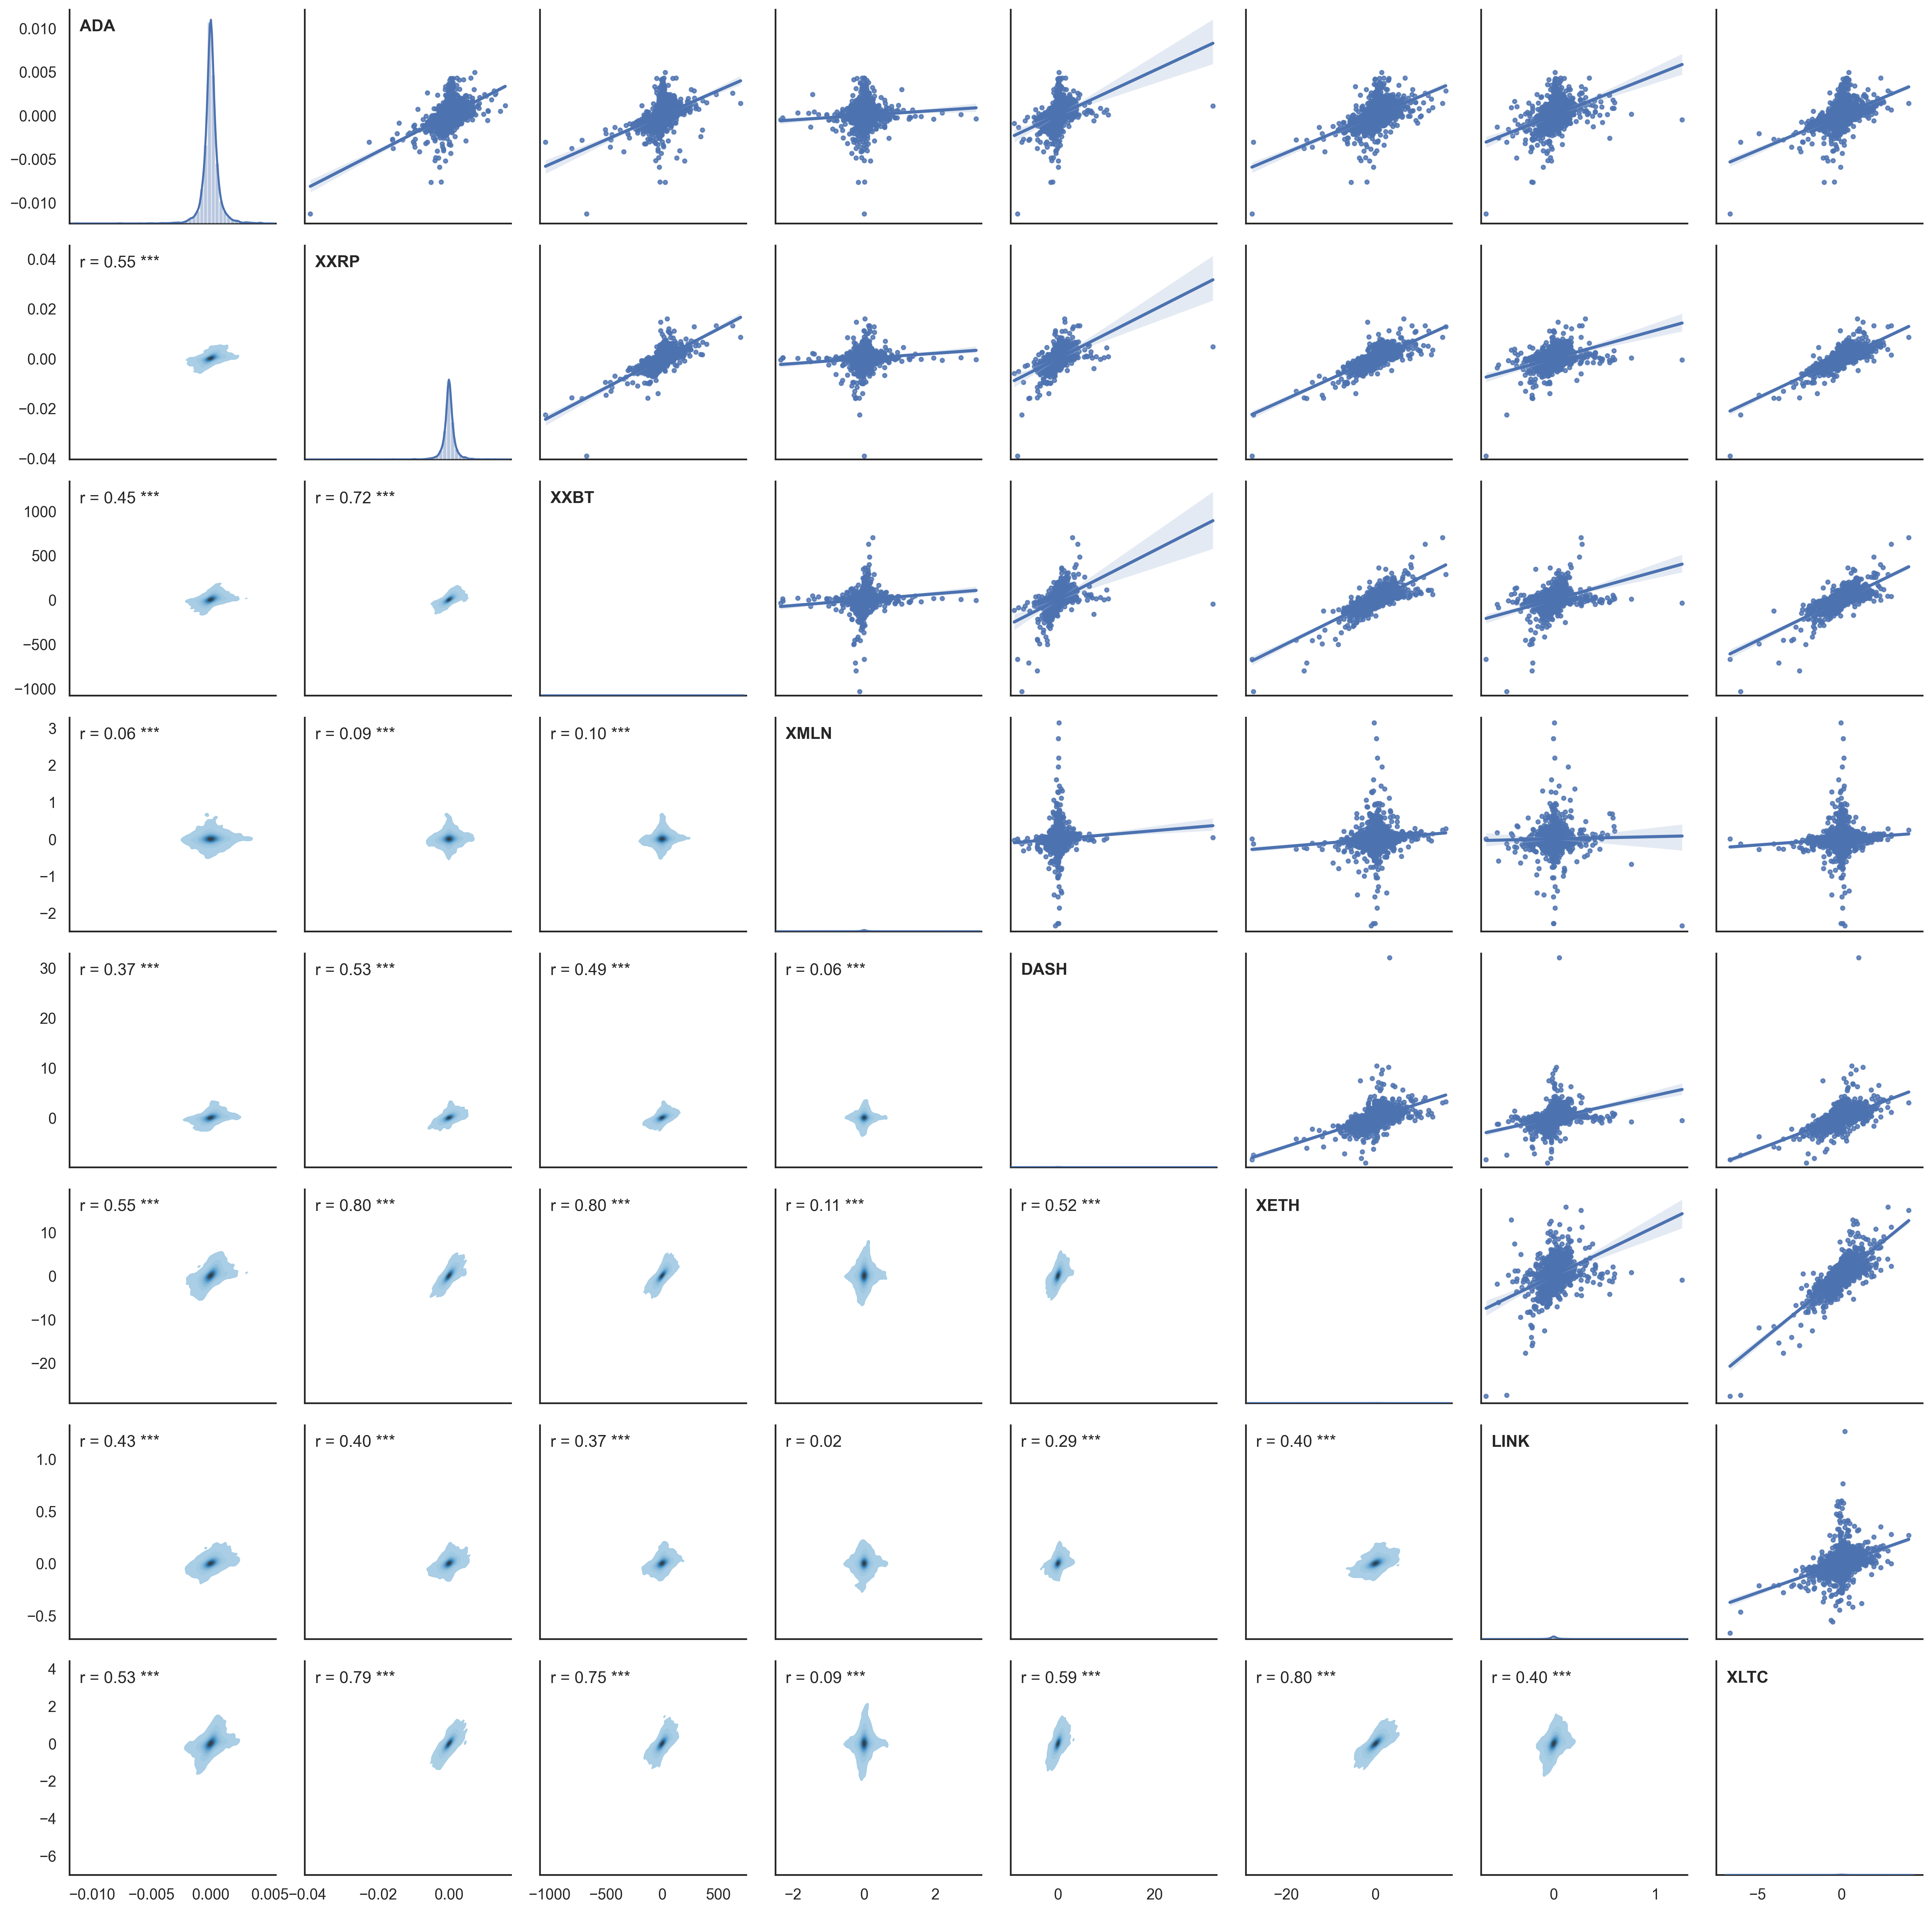 ADA
0.010
0.005
0.000
−0.005
−0.010
r = 0.55 ***
XXRP
0.04
0.02
0.00
−0.02
−0.04
r = 0.45 ***
r = 0.72 ***
XXBT
1000
500
0
−500
−1000
r = 0.06 ***
r = 0.09 ***
r = 0.10 ***
XMLN
3
2
1
0
−1
−2
r = 0.37 ***
r = 0.53 ***
r = 0.49 ***
r = 0.06 ***
DASH
30
20
10
0
r = 0.55 ***
r = 0.80 ***
r = 0.80 ***
r = 0.11 ***
r = 0.52 ***
XETH
10
0
−10
−20
r = 0.43 ***
r = 0.40 ***
r = 0.37 ***
r = 0.02
r = 0.29 ***
r = 0.40 ***
LINK
1.0
0.5
0.0
−0.5
r = 0.53 ***
r = 0.79 ***
r = 0.75 ***
r = 0.09 ***
r = 0.59 ***
r = 0.80 ***
r = 0.40 ***
XLTC
4
2
0
−2
−4
−6
−0.010 −0.005 0.000 0.005
−0.04 −0.02 0.00
−1000 −500 0 500
−2 0 2
0 20
−20 0
0 1
−5 0